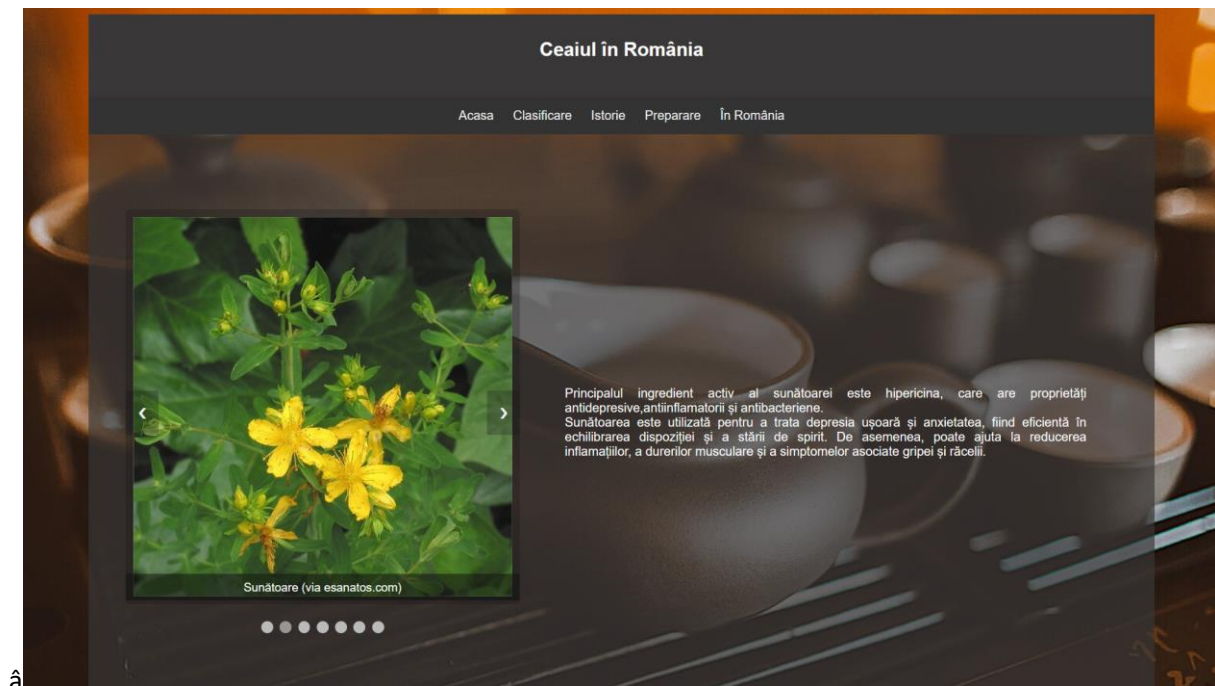 Ceaiul în România
Acasa Clasificare Istorie Preparare În România
‹ ›
Principalul ingredient activ al sunătoarei este hipericina, care are proprietăți
antidepresive,antiinflamatorii și antibacteriene.
Sunătoarea este utilizată pentru a trata depresia ușoară și anxietatea, fiind eficientă în
echilibrarea dispoziției și a stării de spirit. De asemenea, poate ajuta la reducerea
inflamațiilor, a durerilor musculare și a simptomelor asociate gripei și răcelii.
Sunătoare (via esanatos.com)
â